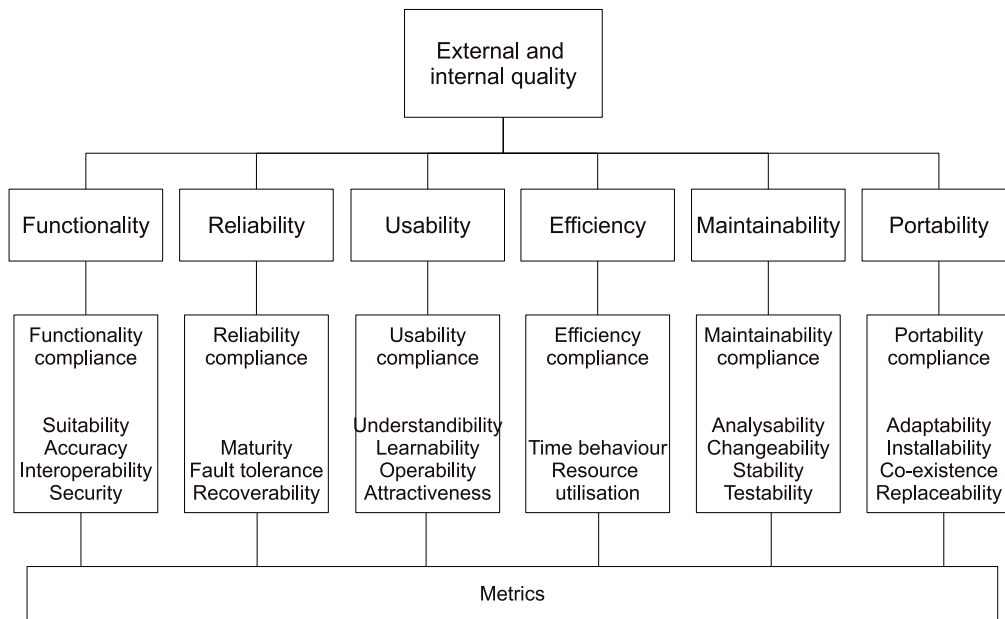 External and
internal quality
Functionality
Reliability
Usability
Efficiency
Maintainability
Portability
Functionality
compliance
Suitability
Accuracy
Interoperability
Security
Reliability
compliance
Maturity
Fault tolerance
Recoverability
Usability
compliance
Understandibility
Learnability
Operability
Attractiveness
Efficiency
compliance
Time behaviour
Resource
utilisation
Maintainability
compliance
Analysability
Changeability
Stability
Testability
Portability
compliance
Adaptability
Installability
Co-existence
Replaceability
Metrics